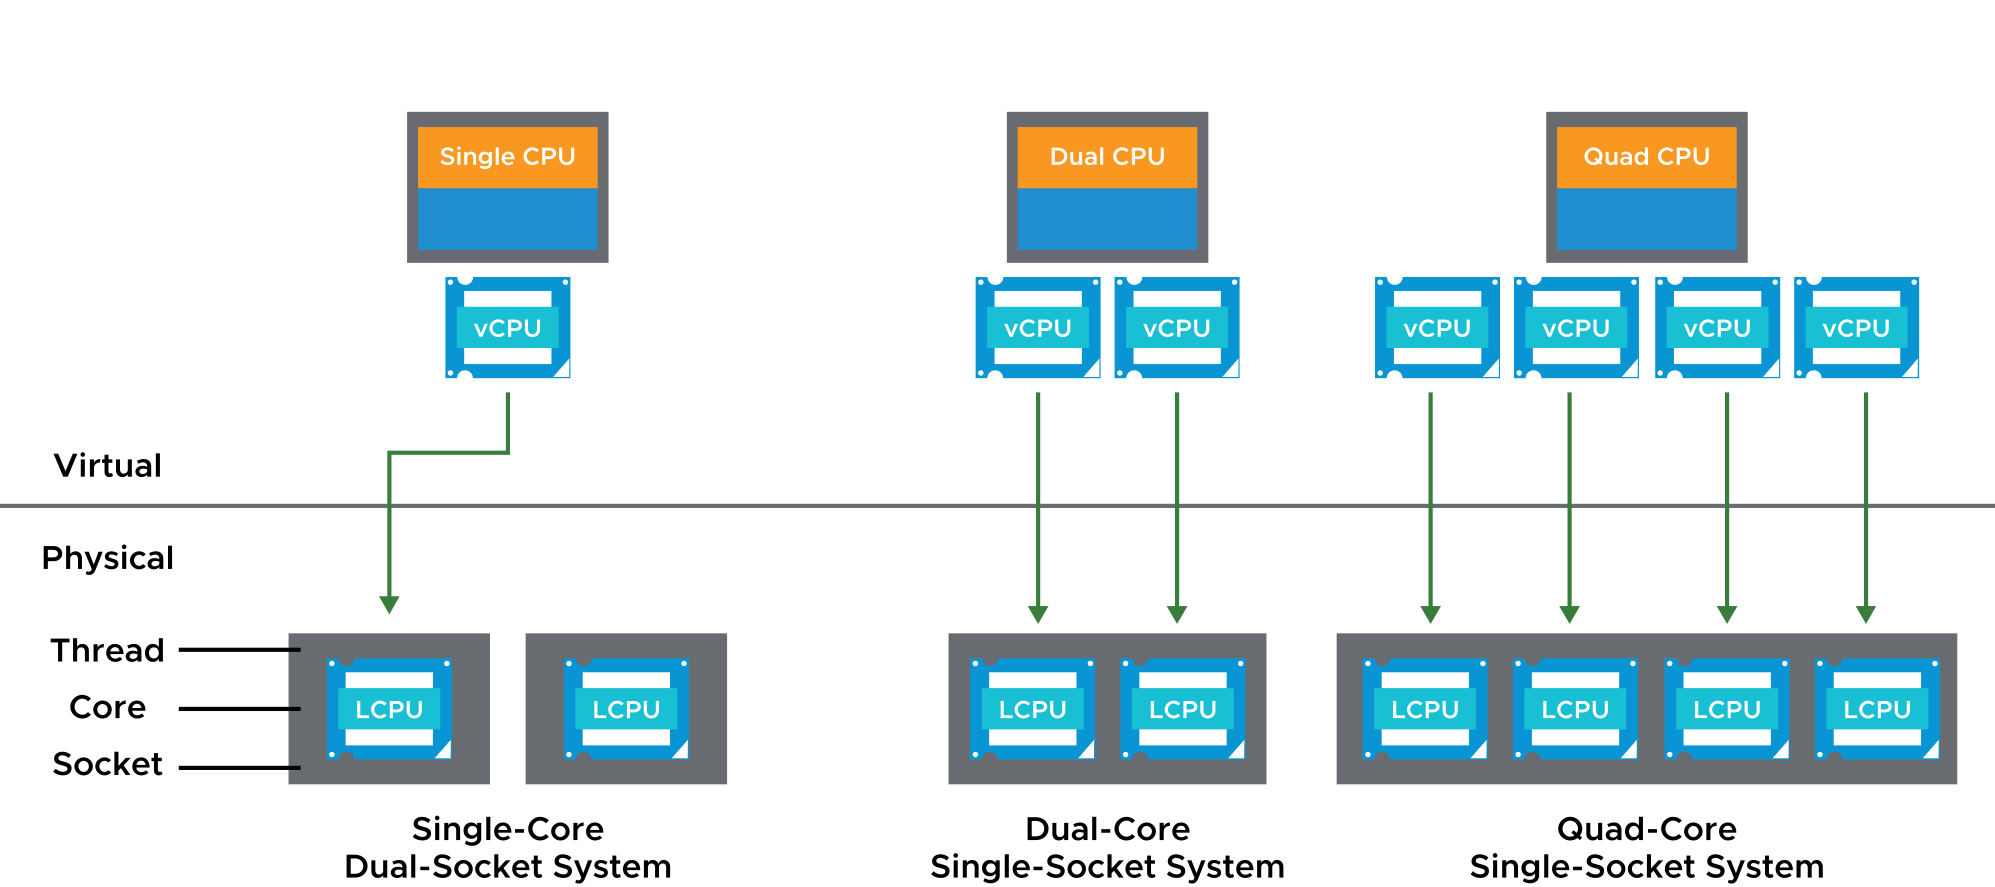 Single CPU
Dual CPU
Quad CPU
vCPU
vCPU
vCPU
vCPU
vCPU
vCPU
vCPU
Virtual
Physical
Thread
Core
Socket
LCPU
LCPU
LCPU
LCPU
LCPU
LCPU
LCPU
LCPU
Single-Core
Dual-Socket System
Dual-Core
Single-Socket System
Quad-Core
Single-Socket System